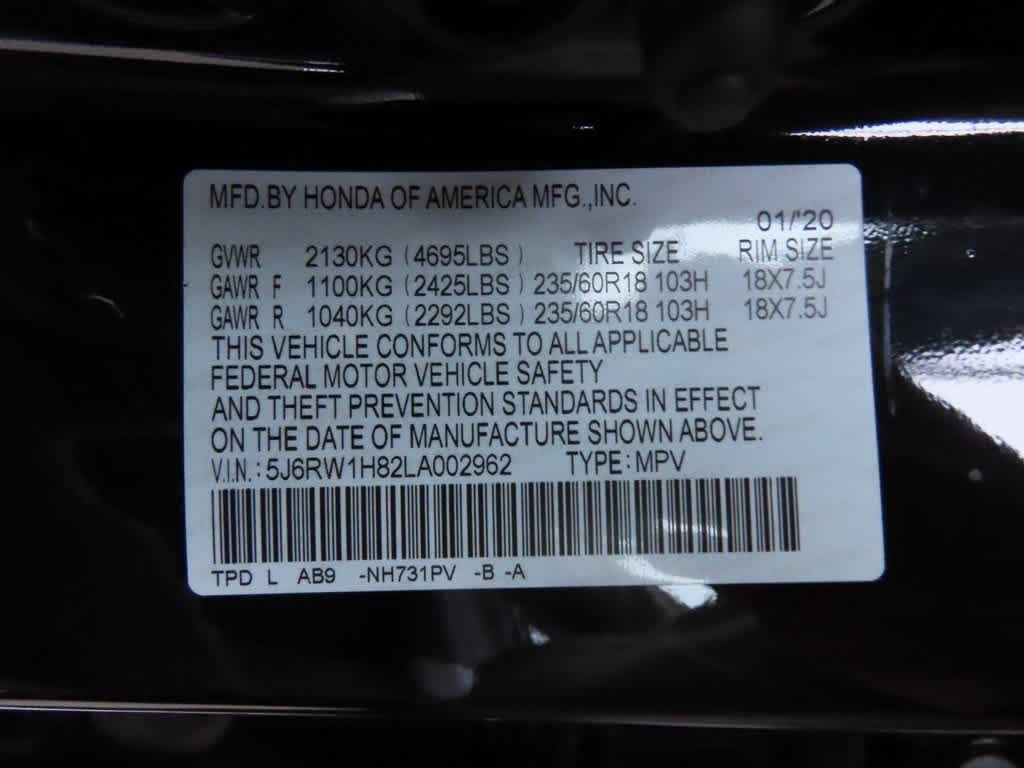 MFD.BY HONDA OF AMERICA MFG.,INC.
01/'20
GVWR 2130KG (4695LBS) TIRE SIZE RIM SIZE
GAWR F 1100KG (2425LBS) 235/60R18 103H 18X7.5J
GAWR R 1040KG (2292LBS) 235/60R18 103H 18X7.5J
THIS VEHICLE CONFORMS TO ALL APPLICABLE
FEDERAL MOTOR VEHICLE SAFETY
AND THEFT PREVENTION STANDARDS IN EFFECT
ON THE DATE OF MANUFACTURE SHOWN ABOVE.
V.I.N.: 5J6RW1H82LA002962 TYPE: MPV
TPD L AB9 -NH731PV -B -A